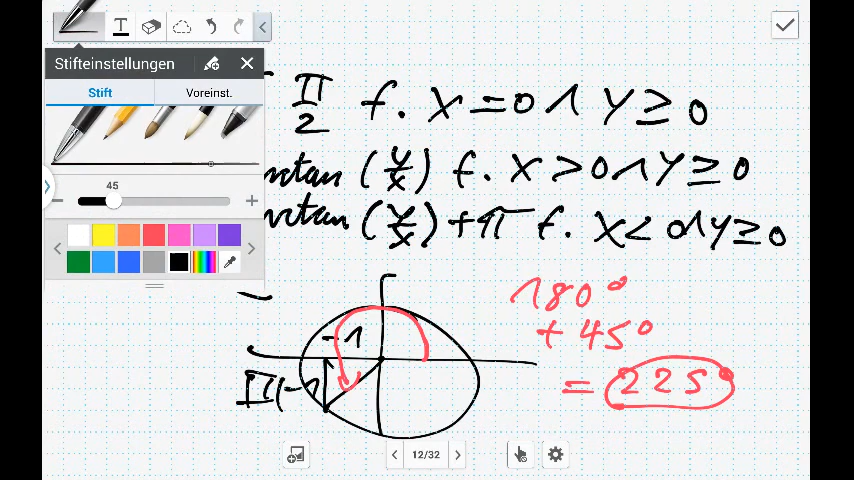 T
Stifteinstellungen
Stift Voreinst.
45
π/2 f. x = 0 ∧ y ≥ 0
ctan (y/x) f. x > 0 ∧ y ≥ 0
ctan (y/x) + π f. x < 0 ∧ y ≥ 0
180°
-1
+ 45°
-1
= 225°
12/32